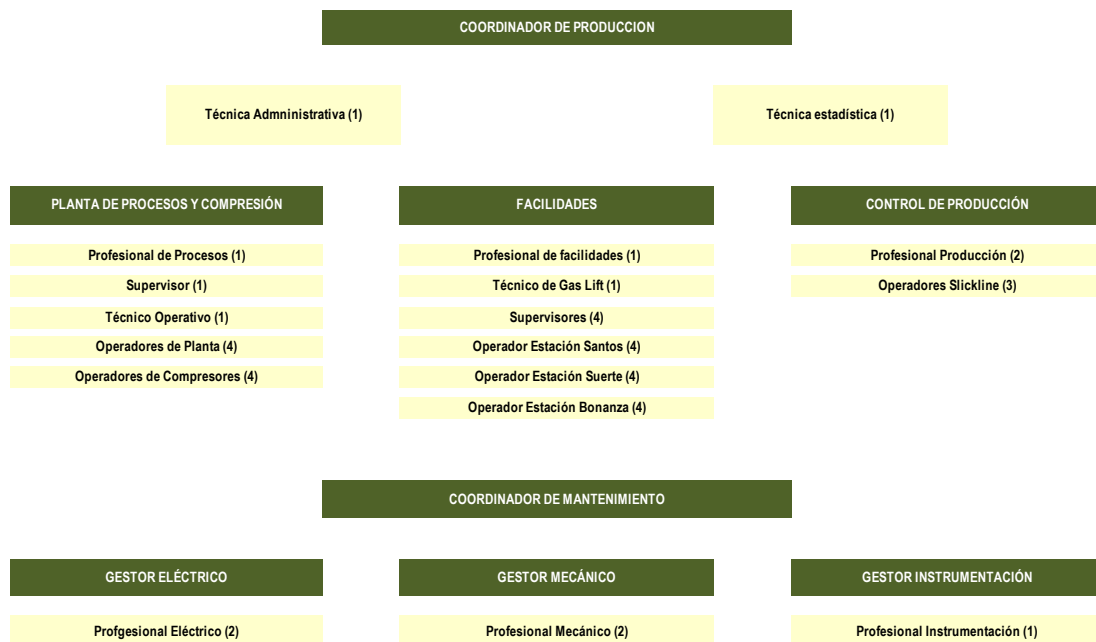 COORDINADOR DE PRODUCCION
Técnica Admninistrativa (1)
Técnica estadística (1)
PLANTA DE PROCESOS Y COMPRESIÓN
Profesional de Procesos (1)
Supervisor (1)
Técnico Operativo (1)
Operadores de Planta (4)
Operadores de Compresores (4)
FACILIDADES
Profesional de facilidades (1)
Técnico de Gas Lift (1)
Supervisores (4)
Operador Estación Santos (4)
Operador Estación Suerte (4)
Operador Estación Bonanza (4)
CONTROL DE PRODUCCIÓN
Profesional Producción (2)
Operadores Slickline (3)
COORDINADOR DE MANTENIMIENTO
GESTOR ELÉCTRICO
Profgesional Eléctrico (2)
GESTOR MECÁNICO
Profesional Mecánico (2)
GESTOR INSTRUMENTACIÓN
Profesional Instrumentación (1)